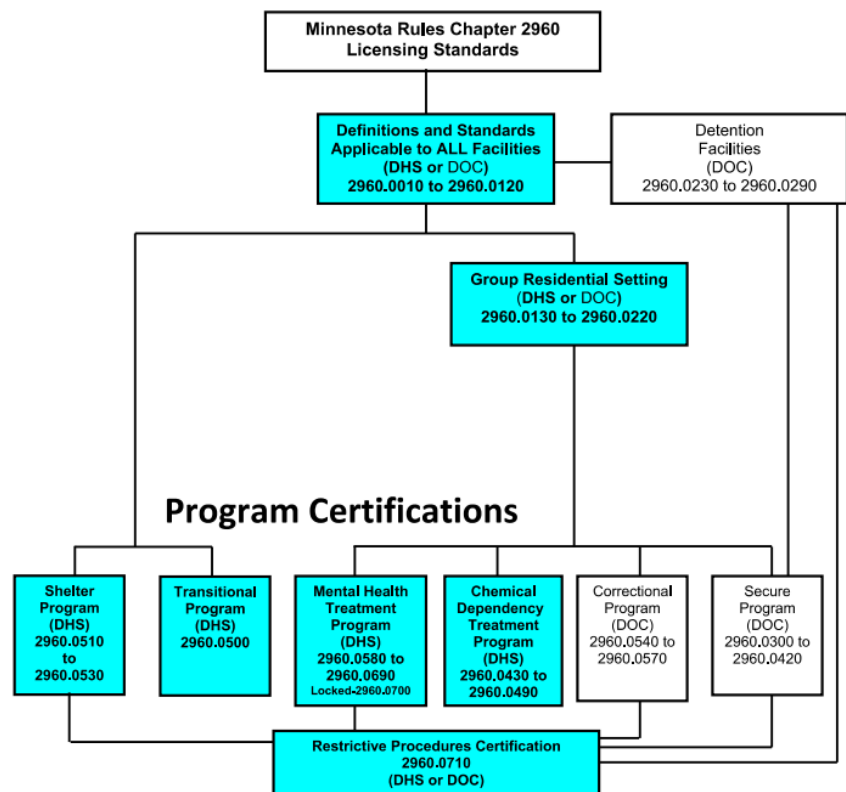 Minnesota Rules Chapter 2960
Licensing Standards
Definitions and Standards
Applicable to ALL Facilities
(DHS or DOC)
2960.0010 to 2960.0120
Detention
Facilities
(DOC)
2960.0230 to 2960.0290
Group Residential Setting
(DHS or DOC)
2960.0130 to 2960.0220
Program Certifications
Shelter
Program
(DHS)
2960.0510
to
2960.0530
Transitional
Program
(DHS)
2960.0500
Mental Health
Treatment
Program
(DHS)
2960.0580 to
2960.0690
Locked-2960.0700
Chemical
Dependency
Treatment
Program
(DHS)
2960.0430 to
2960.0490
Correctional
Program
(DOC)
2960.0540 to
2960.0570
Secure
Program
(DOC)
2960.0300 to
2960.0420
Restrictive Procedures Certification
2960.0710
(DHS or DOC)